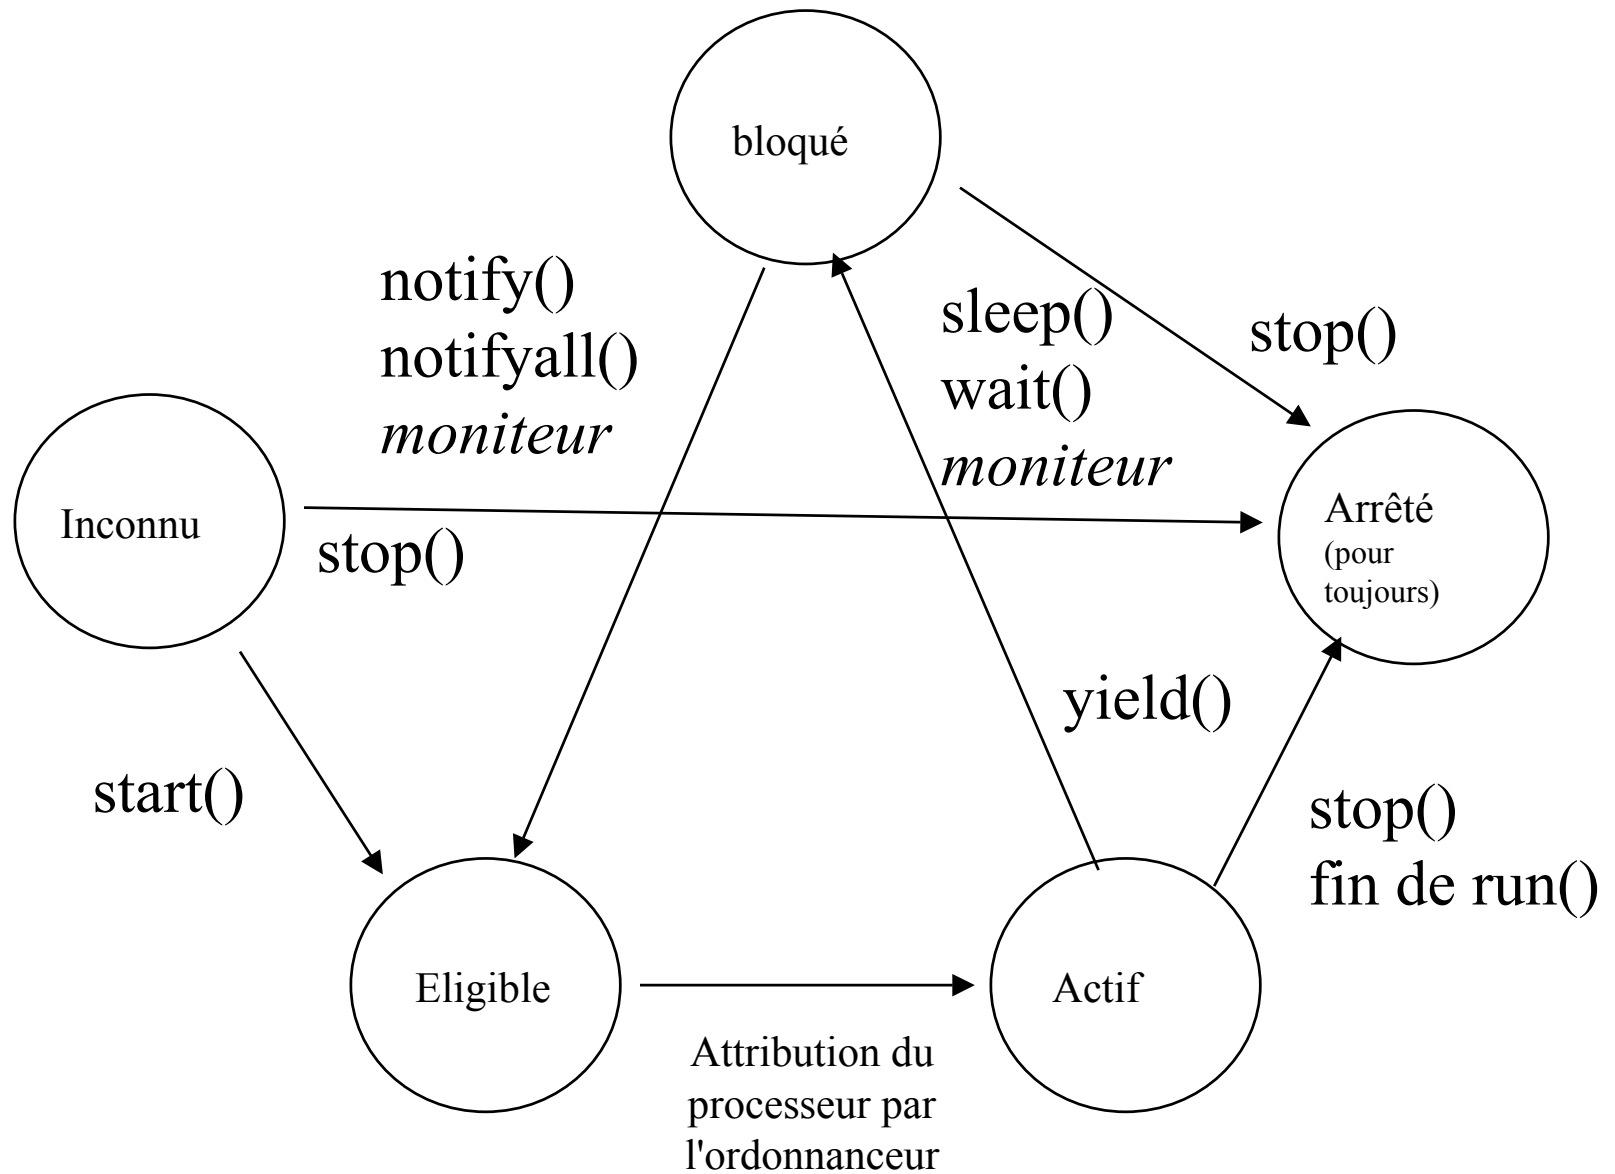 bloqué
notify()
notifyall()
moniteur
sleep()
wait()
moniteur
stop()
Inconnu
stop()
Arrêté
(pour
toujours)
yield()
start()
stop()
fin de run()
Eligible
Actif
Attribution du
processeur par
l'ordonnanceur